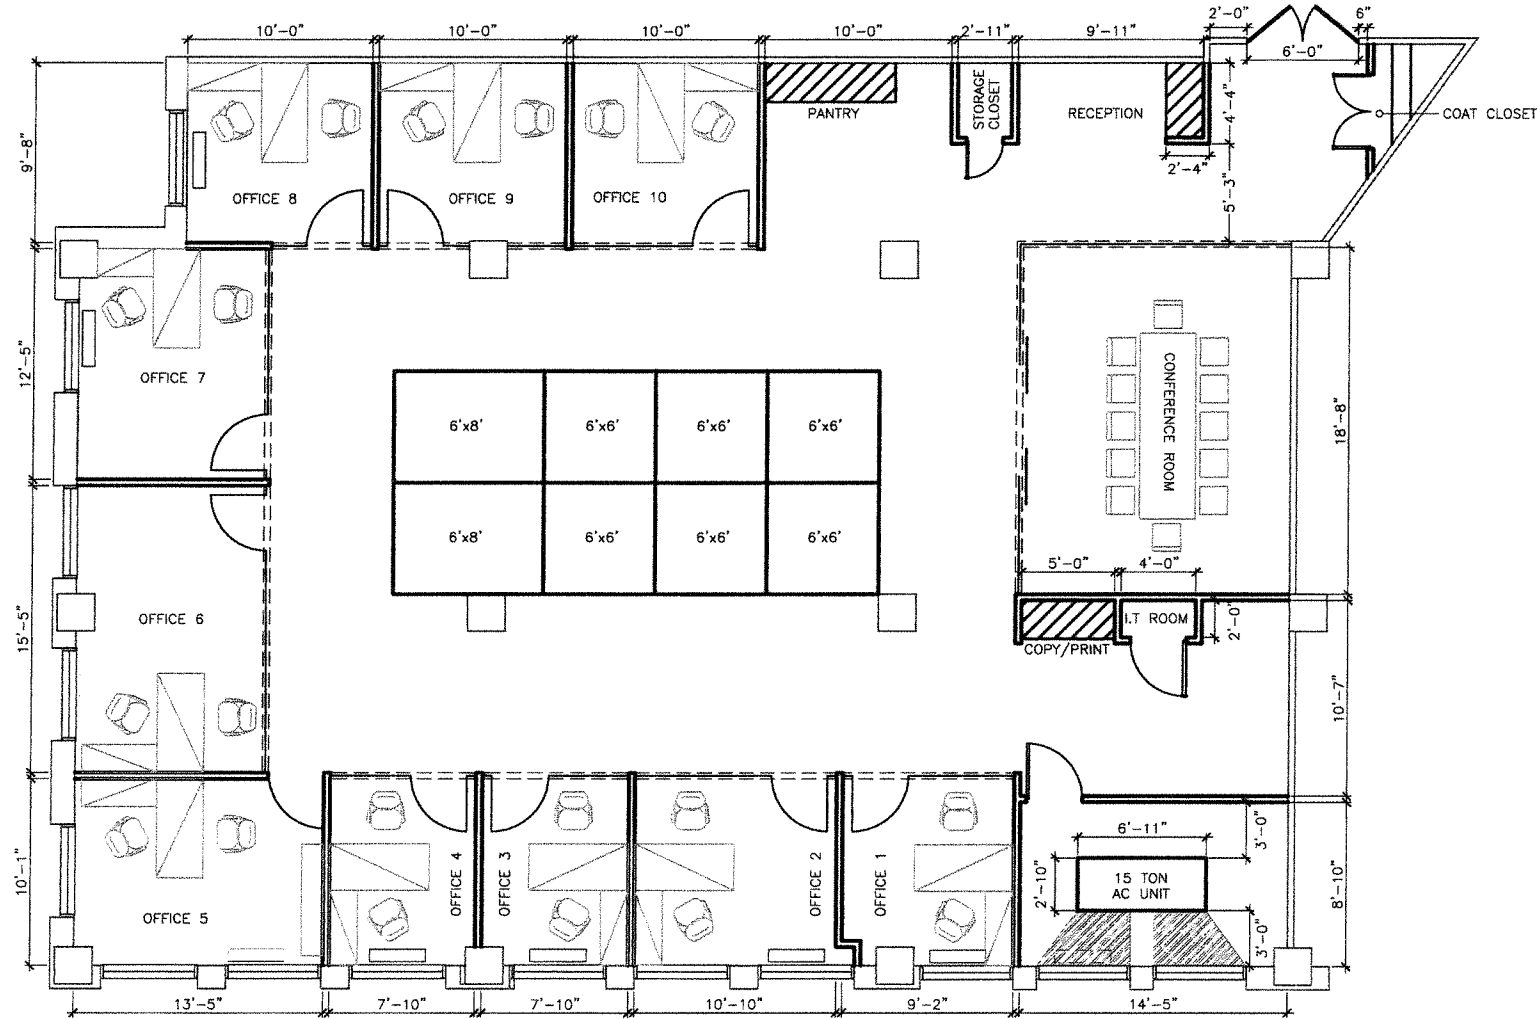 10'-0"
10'-0"
10'-0"
10'-0"
2'-11"
9'-11"
2'-0"
6'-0"
6"
9'-8"
STORAGE
CLOSET
PANTRY
RECEPTION
4'-4"
COAT CLOSET
2'-4"
5'-3"
OFFICE 8
OFFICE 9
OFFICE 10
12'-5"
OFFICE 7
CONFERENCE ROOM
18'-8"
6'x8'
6'x6'
6'x6'
6'x6'
6'x8'
6'x6'
6'x6'
6'x6'
5'-0"
4'-0"
15'-5"
OFFICE 6
I.T ROOM
2'-0"
COPY/PRINT
10'-7"
10'-1"
OFFICE 5
OFFICE 4
OFFICE 3
OFFICE 2
OFFICE 1
6'-11"
3'-0"
2'-10"
15 TON
AC UNIT
8'-10"
3'-0"
13'-5"
7'-10"
7'-10"
10'-10"
9'-2"
14'-5"